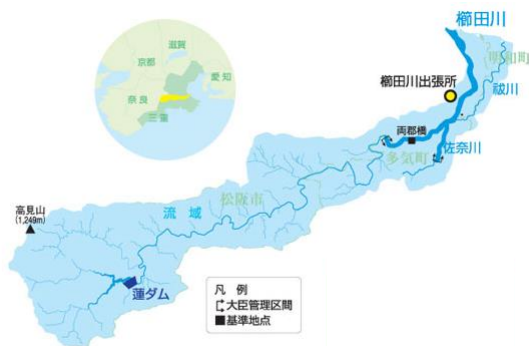 櫛田川
滋賀
京都
愛知
奈良
三重
明和町
櫛田川出張所
祓川
両郡橋
佐奈川
多気町
松阪市
流域
高見山
(1,249m)
蓮ダム
凡 例
大臣管理区間
基準地点